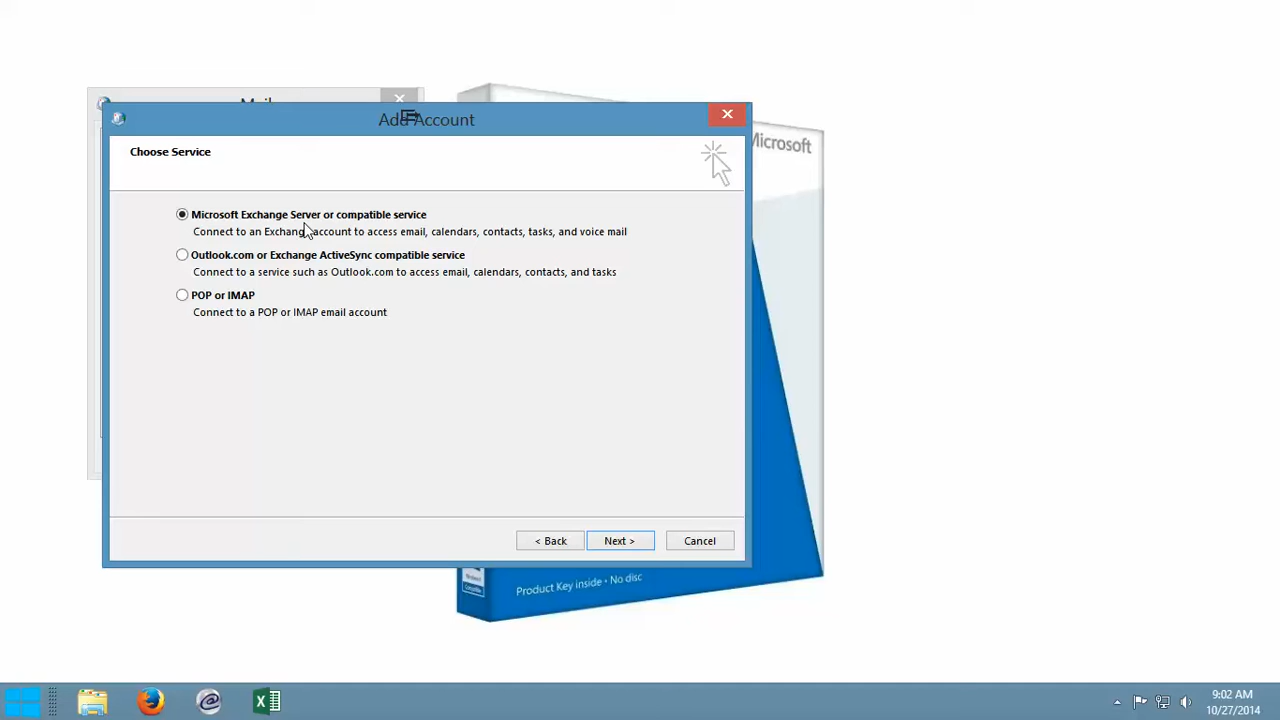 Mail
Add Account
Choose Service
Microsoft
Microsoft Exchange Server or compatible service
Connect to an Exchange account to access email, calendars, contacts, tasks, and voice mail
Outlook.com or Exchange ActiveSync compatible service
Connect to a service such as Outlook.com to access email, calendars, contacts, and tasks
POP or IMAP
Connect to a POP or IMAP email account
< Back
Next >
Cancel
Product Key inside • No disc
9:02 AM
10/27/2014